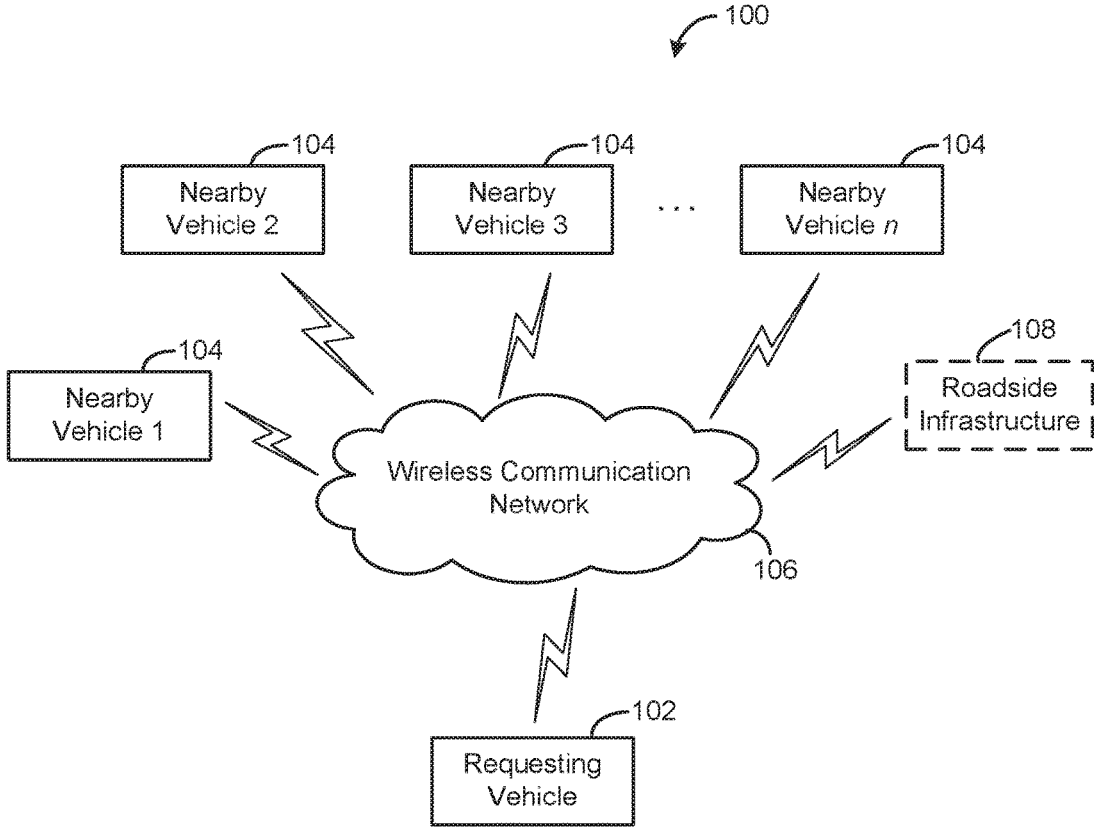 100
104
104
104
Nearby
Vehicle 2
Nearby
Vehicle 3
...
Nearby
Vehicle n
104
108
Nearby
Vehicle 1
Roadside
Infrastructure
Wireless Communication
Network
106
102
Requesting
Vehicle